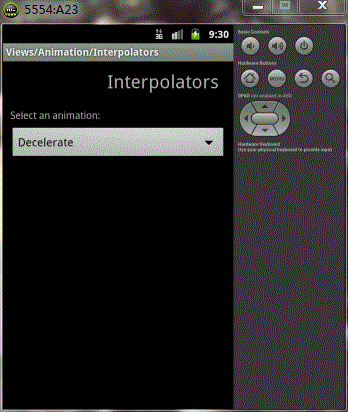 5554:A23
3G
9:30
Views/Animation/Interpolators
Interpolators
Select an animation:
Decelerate
Basic Controls
Hardware Buttons
MENU
DPAD not enabled in AVD
Hardware Keyboard
Use your physical keyboard to provide input